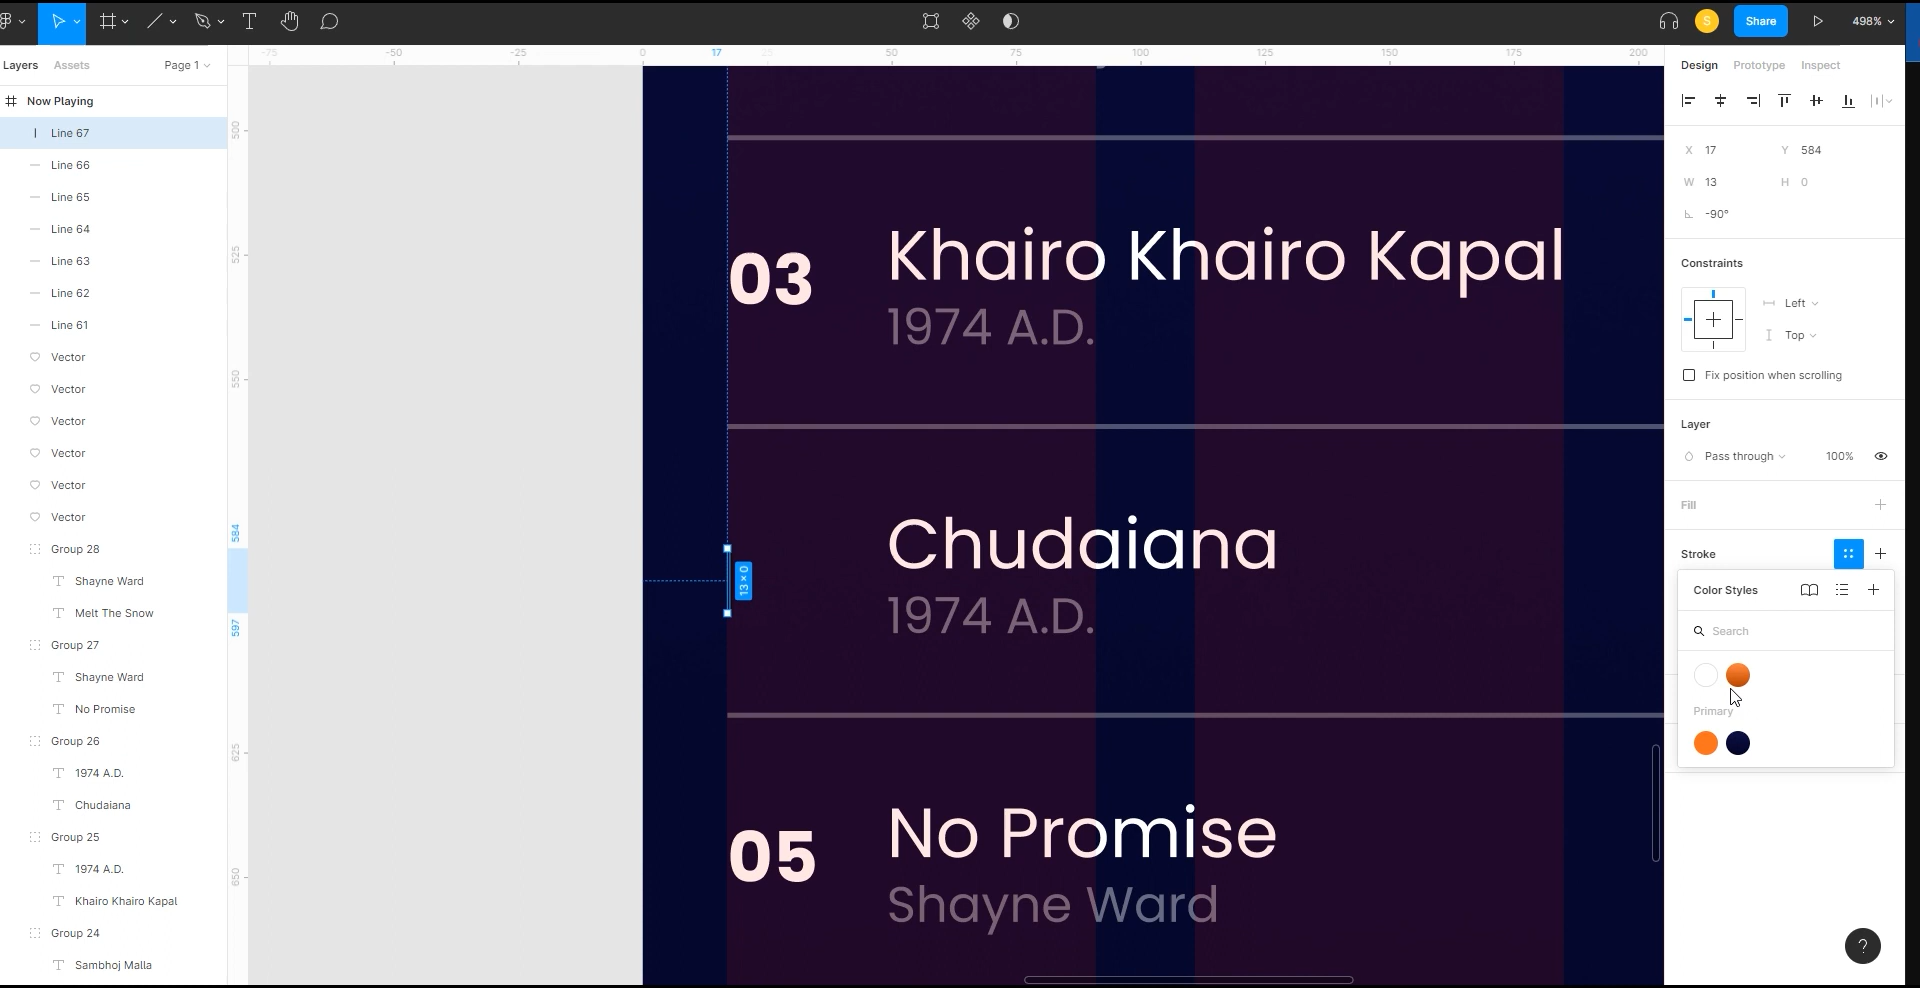 S
Share
498%
Layers
Assets
Page 1
-75
-50
-25
0
17
25
50
75
100
125
150
175
200
Design
Prototype
Inspect
Now Playing
Line 67
Line 66
Line 65
Line 64
Line 63
Line 62
Line 61
Vector
Vector
Vector
Vector
Vector
Vector
Group 28
Shayne Ward
Melt The Snow
Group 27
Shayne Ward
No Promise
Group 26
1974 A.D.
Chudaiana
Group 25
1974 A.D.
Khairo Khairo Kapal
Group 24
Sambhoj Malla
500
525
550
584
597
625
650
03
Khairo Khairo Kapal
1974 A.D.
13 × 0
Chudaiana
1974 A.D.
05
No Promise
Shayne Ward
X 17
Y 584
W 13
H 0
-90°
Constraints
Left
Top
Fix position when scrolling
Layer
Pass through
100%
Fill
Stroke
Color Styles
Search
Primary
?